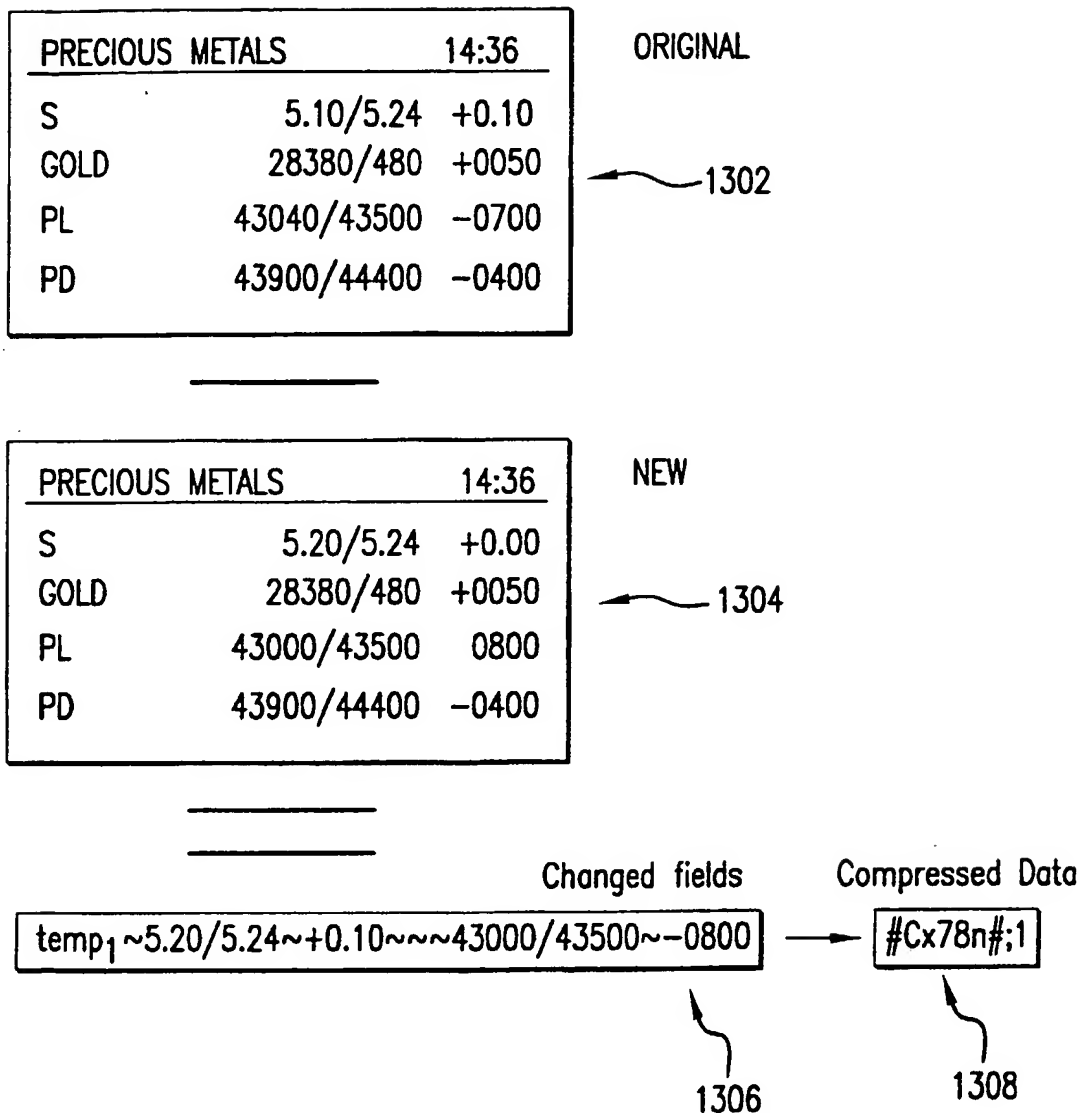 PRECIOUS METALS 14:36 ORIGINAL
S 5.10/5.24 +0.10
GOLD 28380/480 +0050
1302
PL 43040/43500 -0700
PD 43900/44400 -0400
PRECIOUS METALS 14:36 NEW
S 5.20/5.24 +0.00
GOLD 28380/480 +0050
1304
PL 43000/43500 0800
PD 43900/44400 -0400
Changed fields Compressed Data
temp1~5.20/5.24~+0.10~~~43000/43500~-0800 #Cx78n#;1
1306 1308